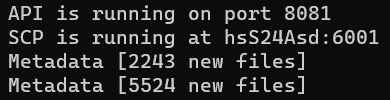 API is running on port 8081
SCP is running at hsS24Asd:6001
Metadata [2243 new files]
Metadata [5524 new files]